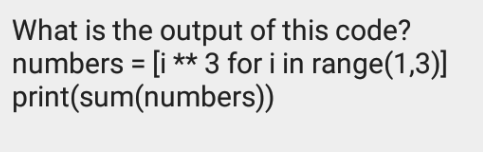 What is the output of this code?
numbers = [i ** 3 for i in range(1,3)]
print(sum(numbers))